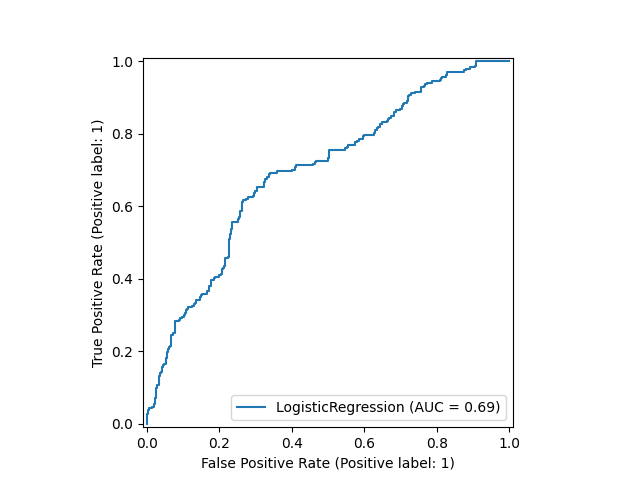 1.0
0.8
0.6
0.4
0.2
0.0
True Positive Rate (Positive label: 1)
LogisticRegression (AUC = 0.69)
0.0 0.2 0.4 0.6 0.8 1.0
False Positive Rate (Positive label: 1)